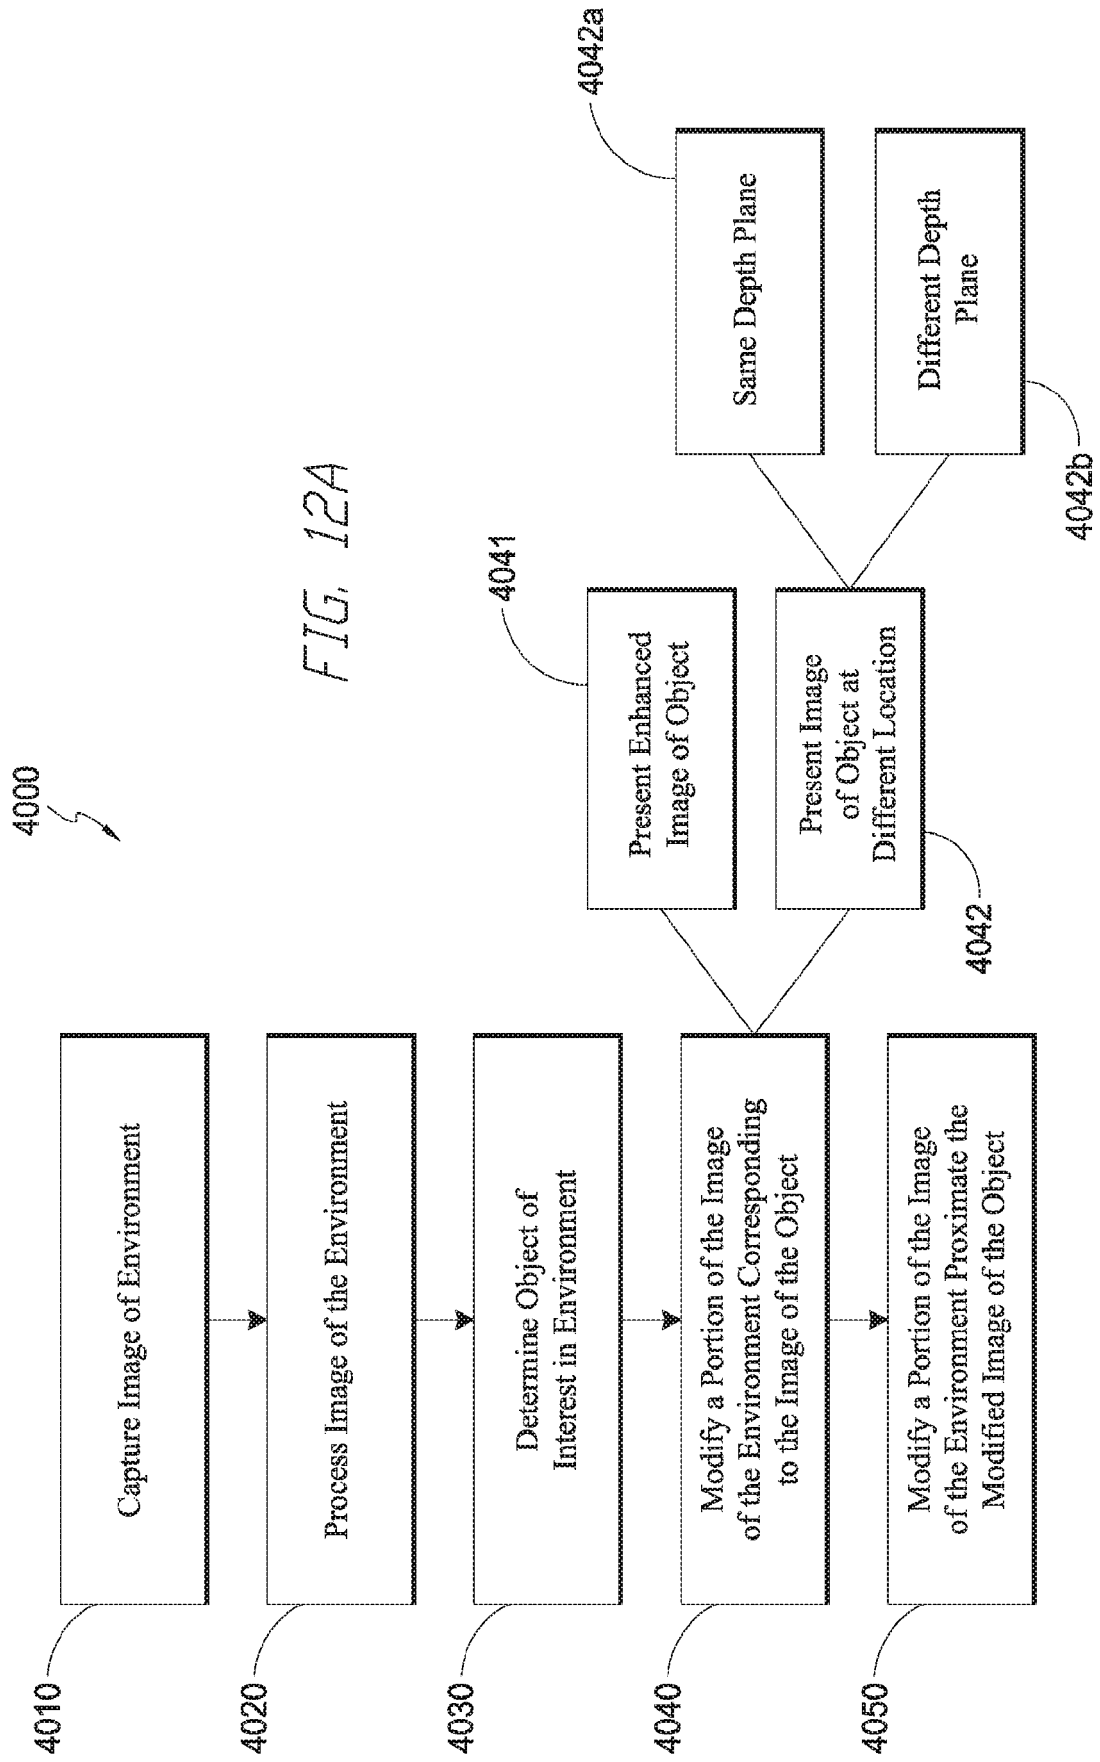 4000
FIG. 12A
4010
Capture Image of Environment
4020
Process Image of the Environment
4030
Determine Object of
Interest in Environment
4040
Modify a Portion of the Image
of the Environment Corresponding
to the Image of the Object
4041
Present Enhanced
Image of Object
4042
Present Image
of Object at
Different Location
4042a
Same Depth Plane
4042b
Different Depth
Plane
4050
Modify a Portion of the Image
of the Environment Proximate the
Modified Image of the Object